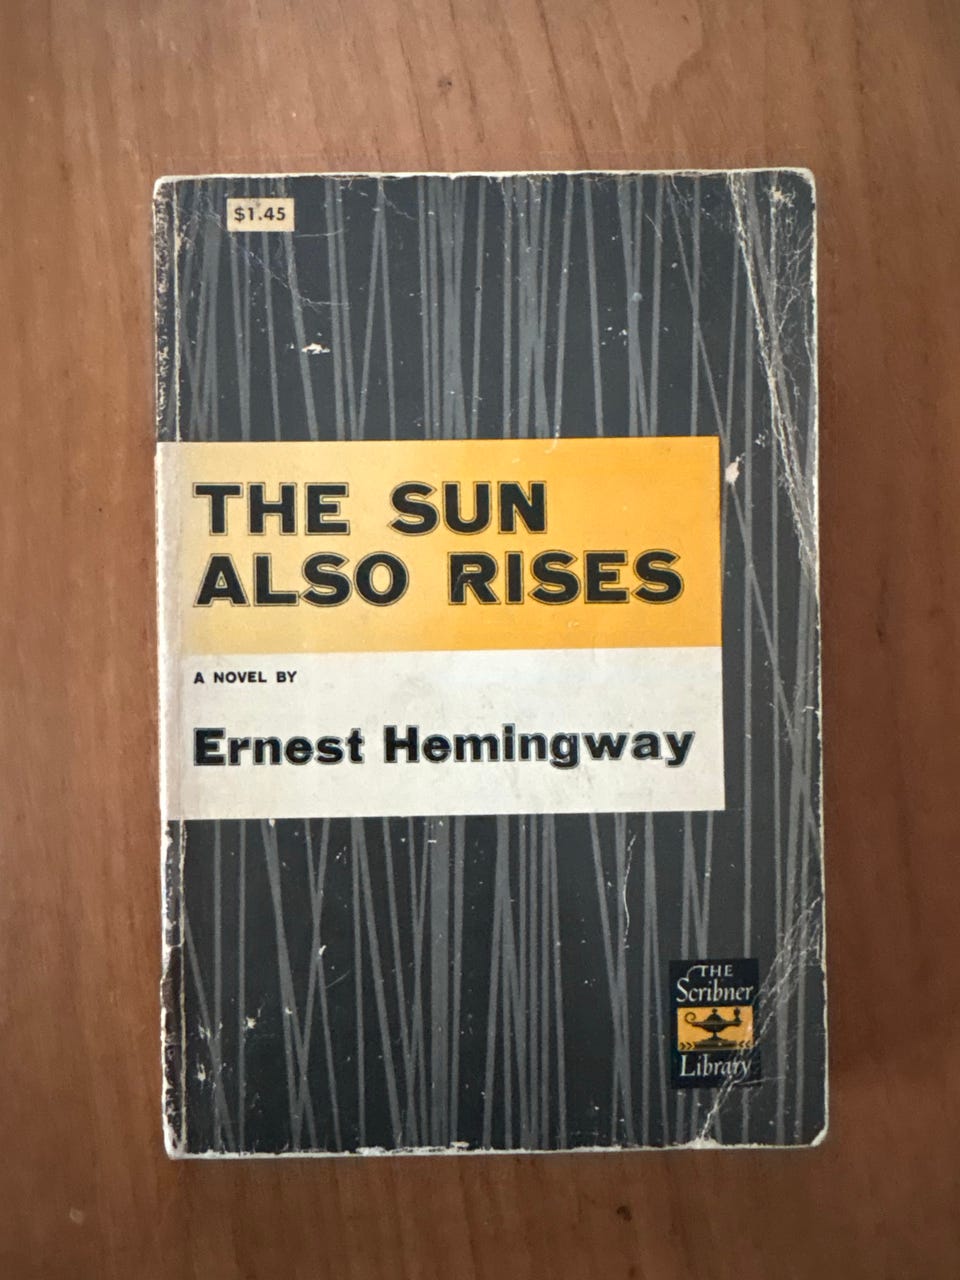 $1.45
THE SUN
ALSO RISES
A NOVEL BY
Ernest Hemingway
THE
Scribner
Library